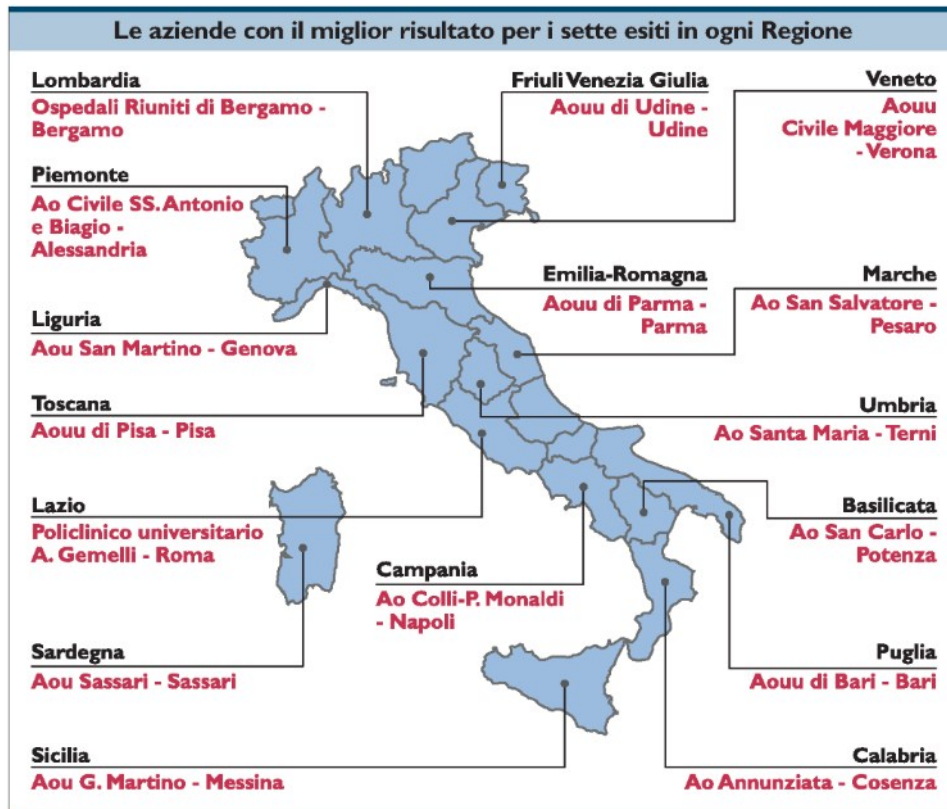 Le aziende con il miglior risultato per i sette esiti in ogni Regione
Lombardia
Ospedali Riuniti di Bergamo -
Bergamo
Friuli Venezia Giulia
Aouu di Udine -
Udine
Veneto
Aouu
Civile Maggiore
- Verona
Piemonte
Ao Civile SS. Antonio
e Biagio -
Alessandria
Emilia-Romagna
Aouu di Parma -
Parma
Marche
Ao San Salvatore -
Pesaro
Liguria
Aou San Martino - Genova
Toscana
Aouu di Pisa - Pisa
Umbria
Ao Santa Maria - Terni
Lazio
Policlinico universitario
A. Gemelli - Roma
Basilicata
Ao San Carlo -
Potenza
Campania
Ao Colli-P. Monaldi
- Napoli
Sardegna
Aou Sassari - Sassari
Puglia
Aouu di Bari - Bari
Sicilia
Aou G. Martino - Messina
Calabria
Ao Annunziata - Cosenza